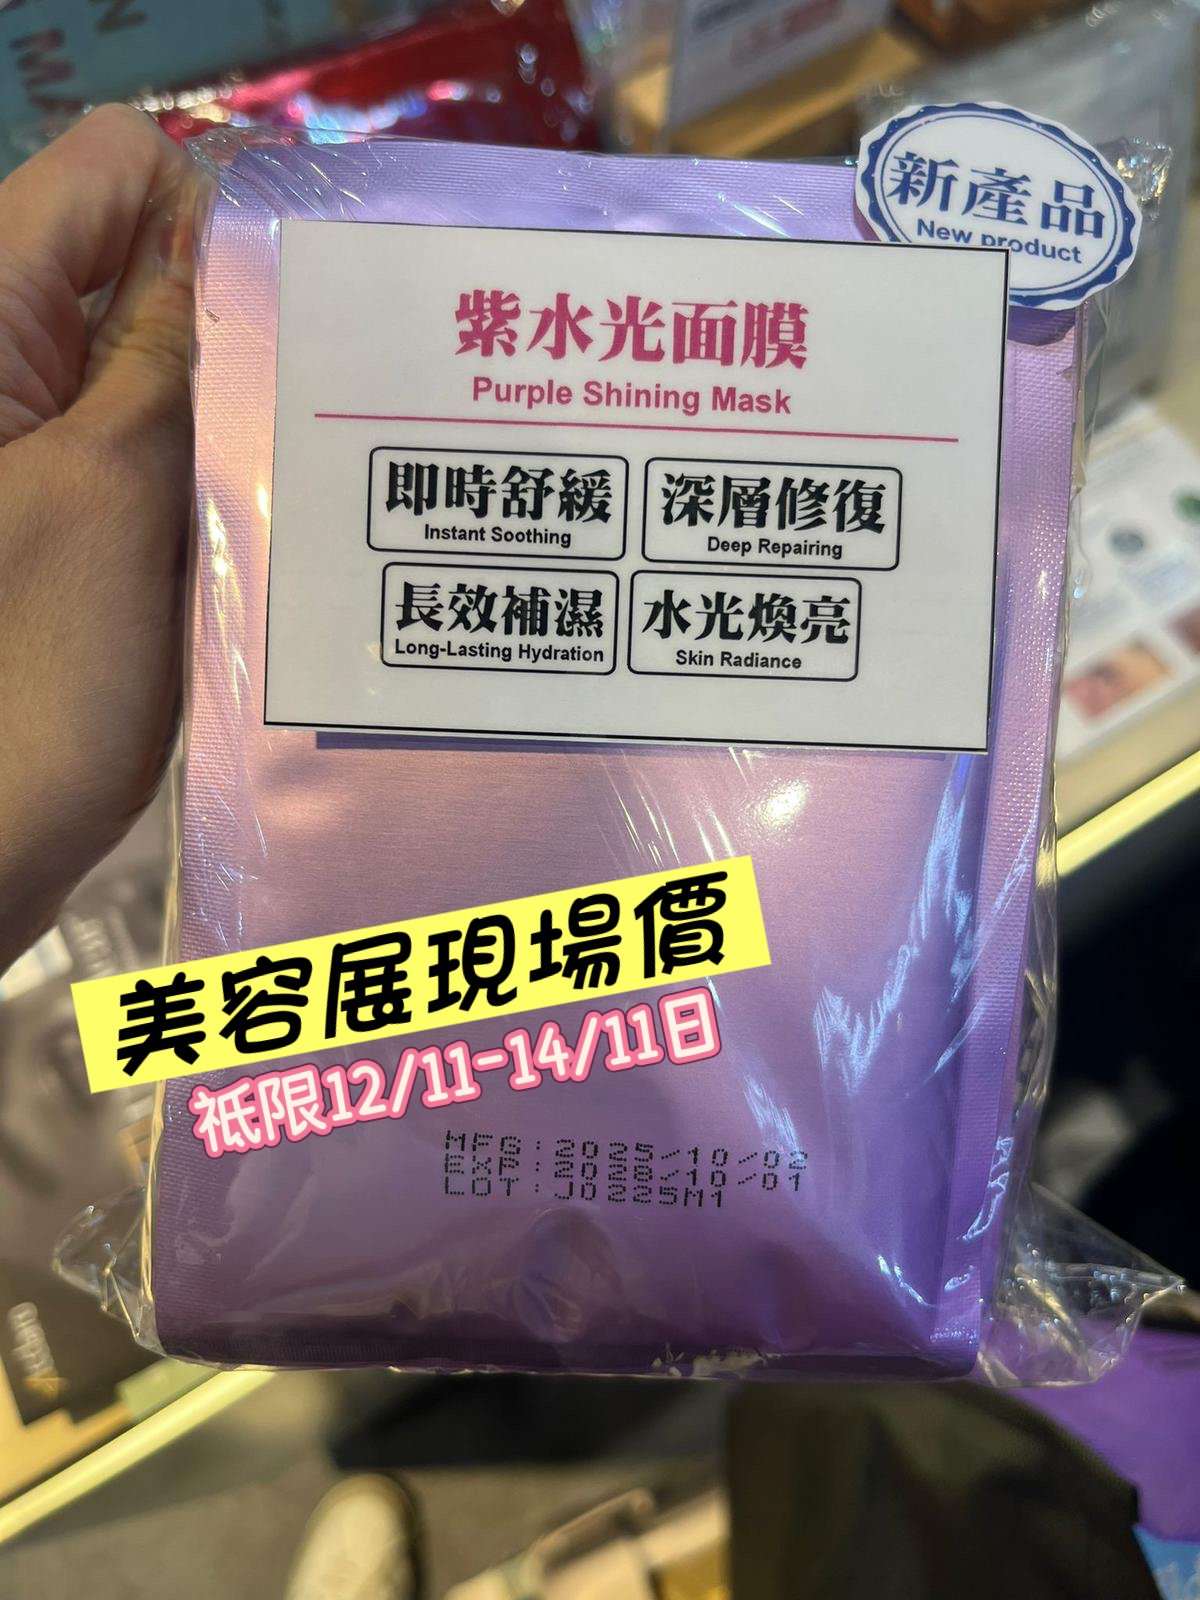 新產品
New product
紫水光面膜
Purple Shining Mask
即時舒緩
Instant Soothing
深層修復
Deep Repairing
長效補濕
Long-Lasting Hydration
水光煥亮
Skin Radiance
美容展現場價
祗限12/11-14/11日
MFG:2025/10/02
EXP:2028/10/01
LOT:J0225M1